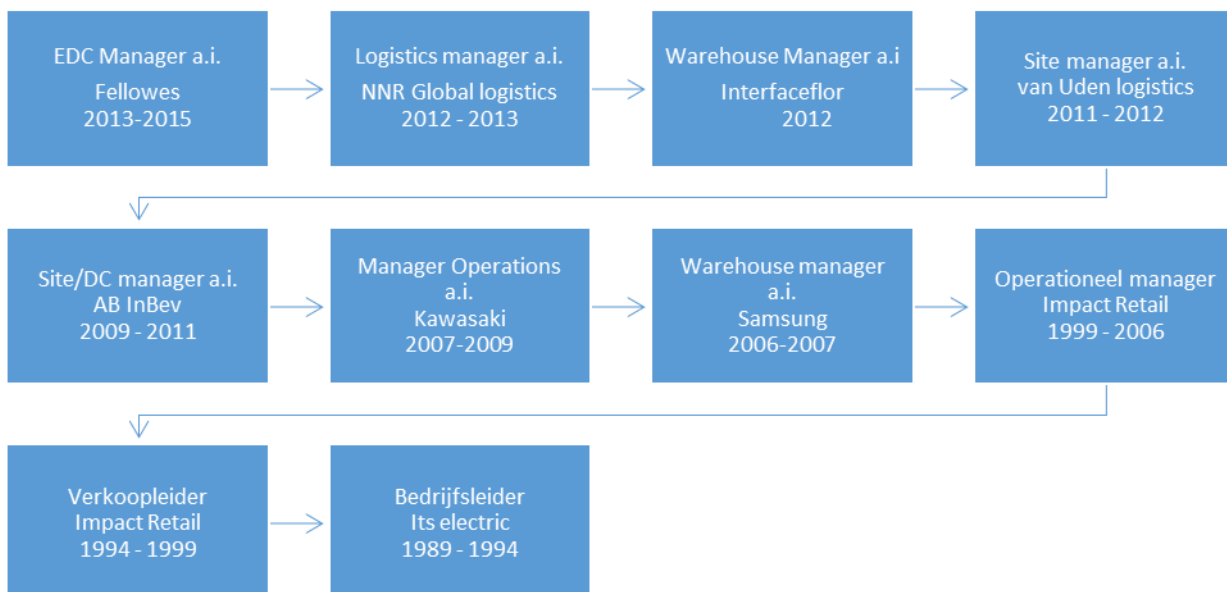 EDC Manager a.i.
Fellowes
2013-2015
Logistics manager a.i.
NNR Global logistics
2012 - 2013
Warehouse Manager a.i
Interfaceflor
2012
Site manager a.i.
van Uden logistics
2011 - 2012
Site/DC manager a.i.
AB InBev
2009 - 2011
Manager Operations
a.i.
Kawasaki
2007-2009
Warehouse manager
a.i.
Samsung
2006-2007
Operationeel manager
Impact Retail
1999 - 2006
Verkoopleider
Impact Retail
1994 - 1999
Bedrijfsleider
Its electric
1989 - 1994